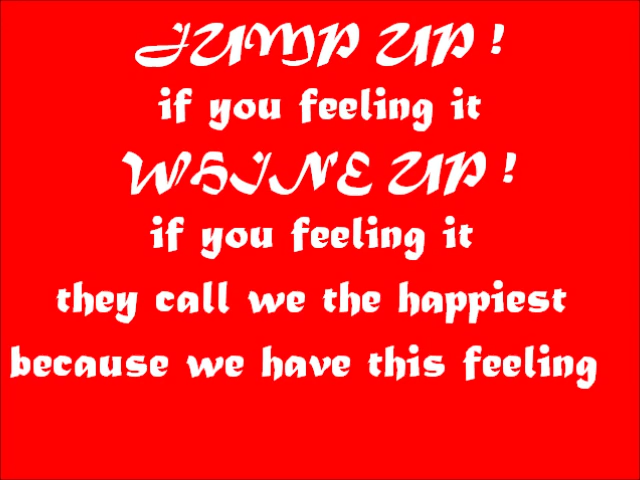 JUMP UP!
if you feeling it
WHINE UP!
if you feeling it
they call we the happiest
because we have this feeling